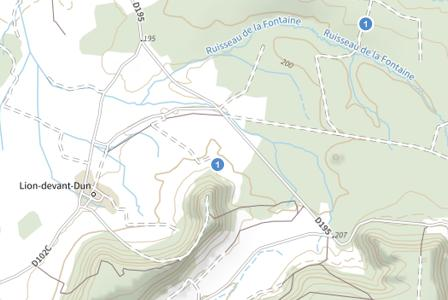 D195
1
Ruisseau de la Fontaine
Ruisseau de la Fontaine
195
200
1
Lion-devant-Dun
D195
207
D102C